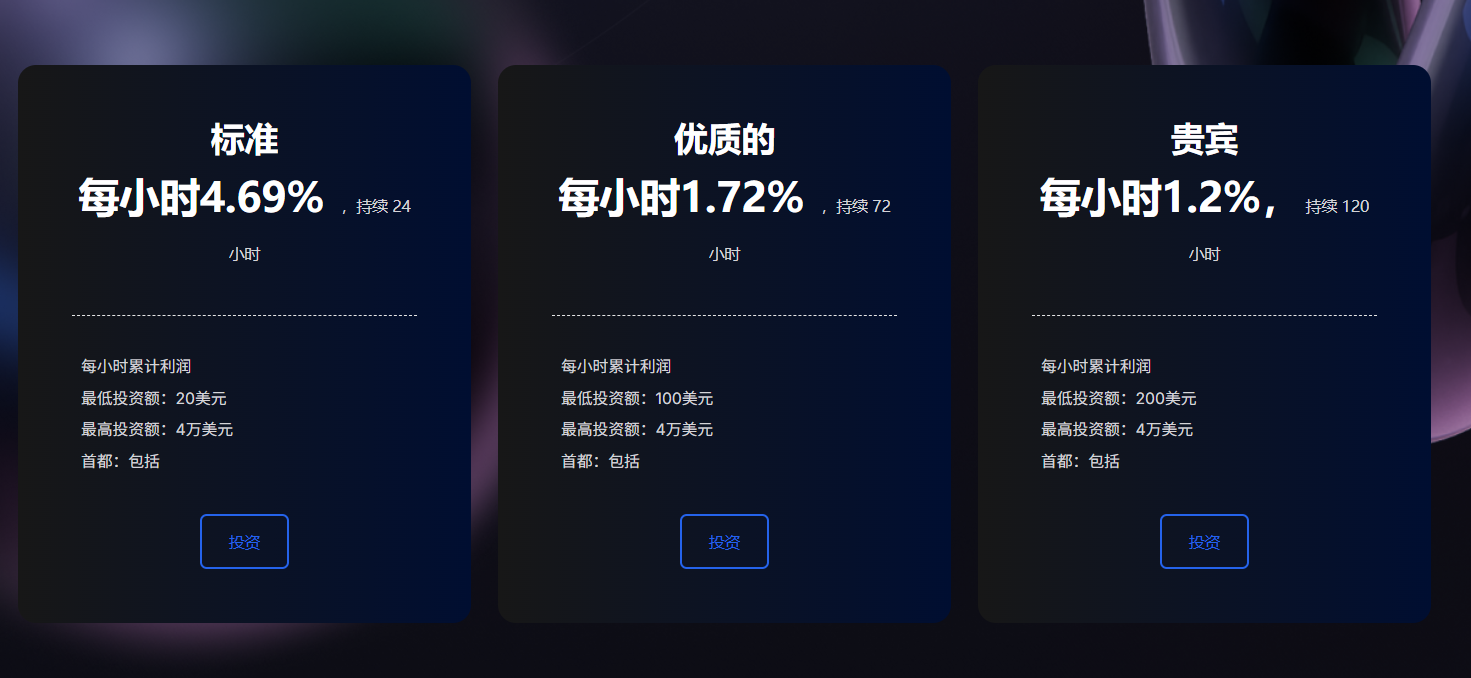 标准
每小时4.69% ，持续 24
小时
每小时累计利润
最低投资额：20美元
最高投资额：4万美元
首都：包括
投资
优质的
每小时1.72% ，持续 72
小时
每小时累计利润
最低投资额：100美元
最高投资额：4万美元
首都：包括
投资
贵宾
每小时1.2%， 持续 120
小时
每小时累计利润
最低投资额：200美元
最高投资额：4万美元
首都：包括
投资